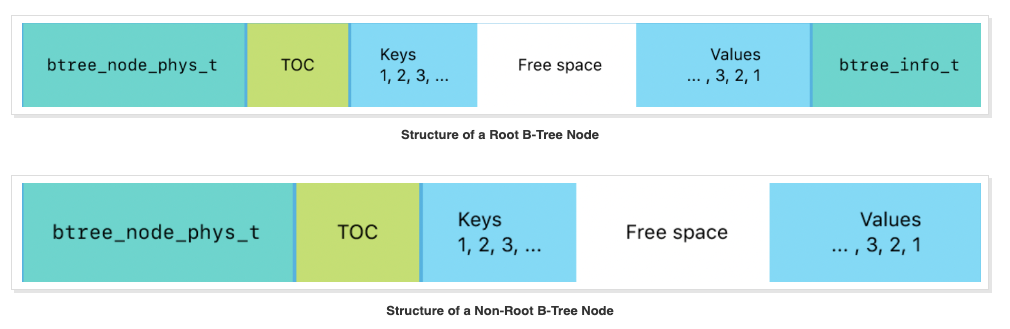 btree_node_phys_t
TOC
Keys
1, 2, 3, ...
Free space
Values
... , 3, 2, 1
btree_info_t
Structure of a Root B-Tree Node
btree_node_phys_t
TOC
Keys
1, 2, 3, ...
Free space
Values
... , 3, 2, 1
Structure of a Non-Root B-Tree Node